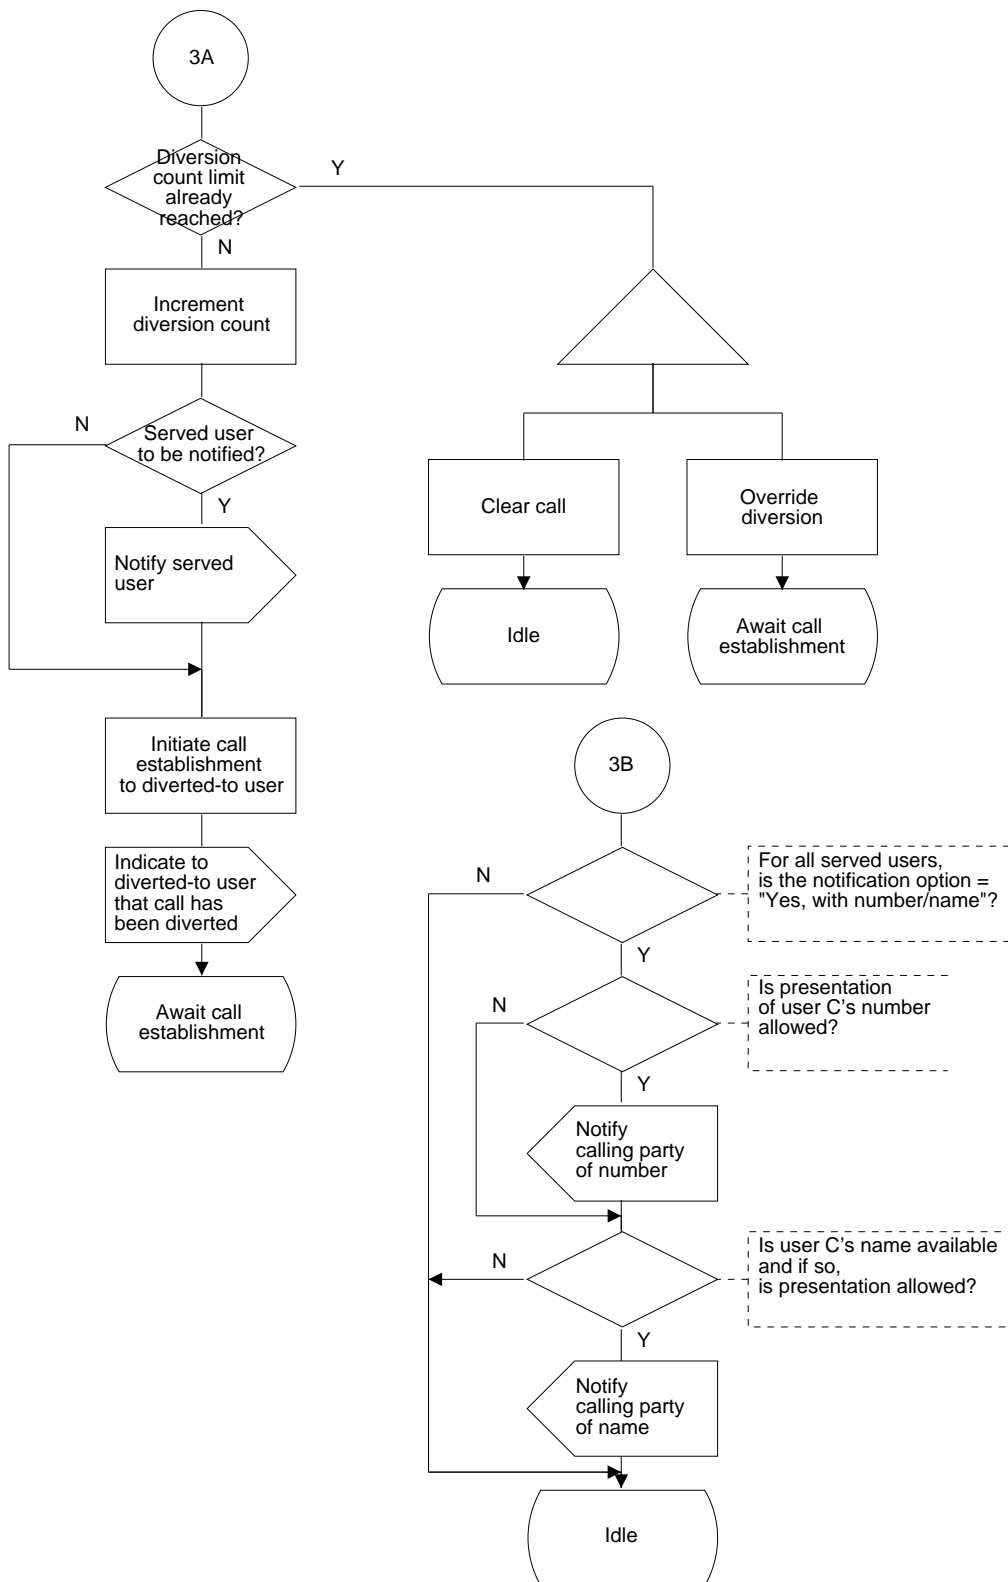 3A
Diversion
count limit
already
reached?
Y
N
Increment
diversion count
N
Served user
to be notified?
Y
Notify served
user
Initiate call
establishment
to diverted-to user
Indicate to
diverted-to user
that call has
been diverted
Await call
establishment
Clear call
Override
diversion
Idle
Await call
establishment
3B
N
For all served users,
is the notification option =
"Yes, with number/name"?
Y
N
Is presentation
of user C's number
allowed?
Y
Notify
calling party
of number
N
Is user C's name available
and if so,
is presentation allowed?
Y
Notify
calling party
of name
Idle